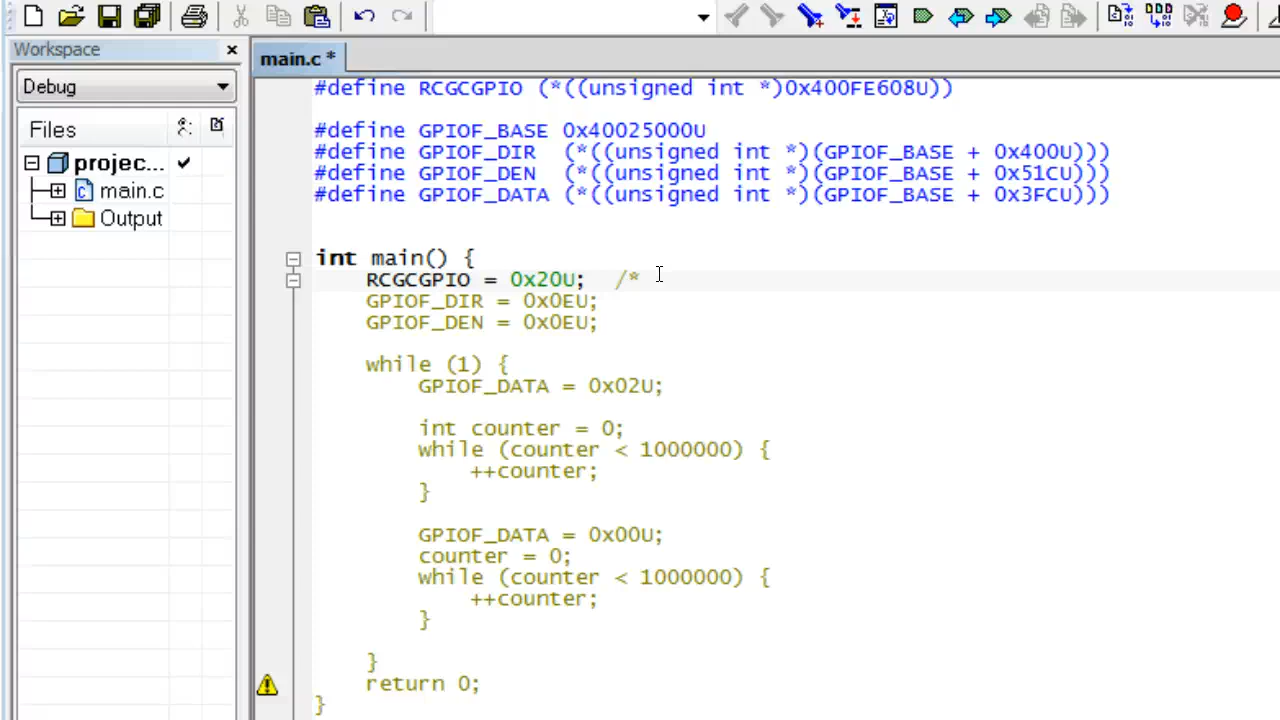 Workspace
Debug
Files
projec...
main.c
Output
main.c *
#define RCGCGPIO (*((unsigned int *)0x400FE608U))
#define GPIOF_BASE 0x40025000U
#define GPIOF_DIR  (*((unsigned int *)(GPIOF_BASE + 0x400U)))
#define GPIOF_DEN  (*((unsigned int *)(GPIOF_BASE + 0x51CU)))
#define GPIOF_DATA (*((unsigned int *)(GPIOF_BASE + 0x3FCU)))
int main() {
    RCGCGPIO = 0x20U;  /*
    GPIOF_DIR = 0x0EU;
    GPIOF_DEN = 0x0EU;
    while (1) {
        GPIOF_DATA = 0x02U;
        int counter = 0;
        while (counter < 1000000) {
            ++counter;
        }
        GPIOF_DATA = 0x00U;
        counter = 0;
        while (counter < 1000000) {
            ++counter;
        }
    }
    return 0;
}